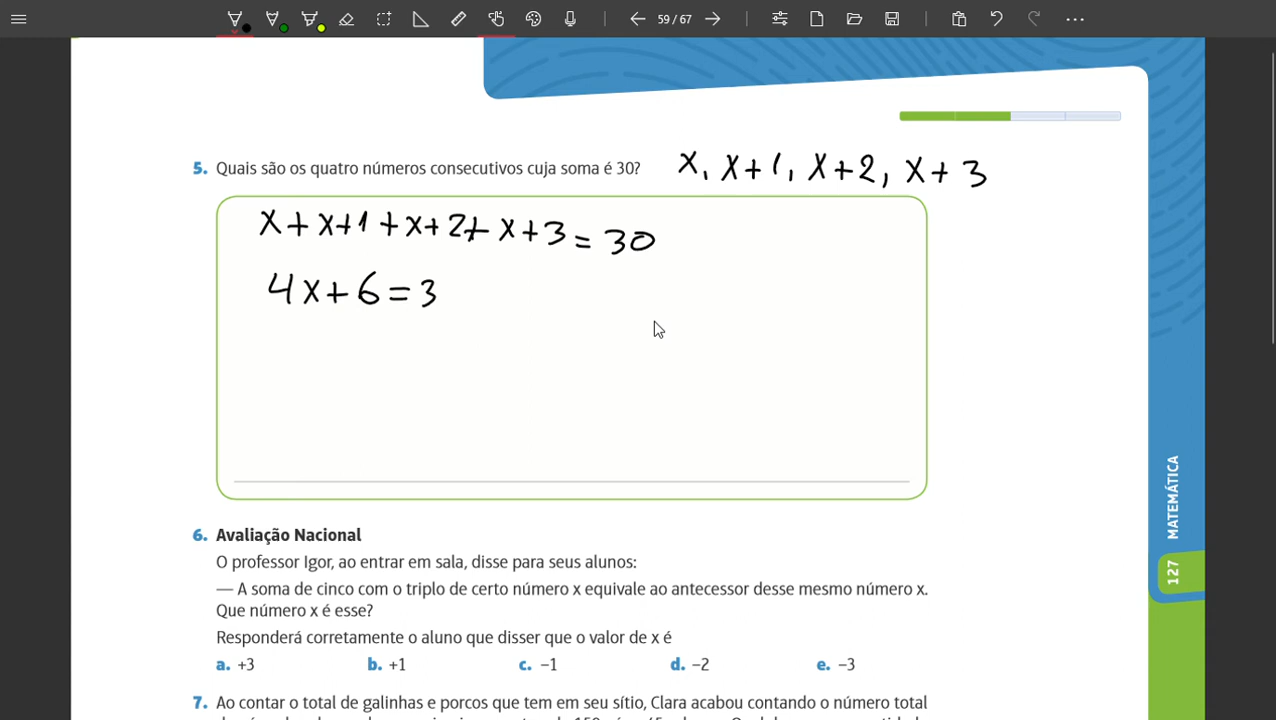 59 / 67
5. Quais são os quatro números consecutivos cuja soma é 30? x, x+1, x+2, x+3
x+x+1+x+2+x+3=30
4x+6=3
6. Avaliação Nacional
O professor Igor, ao entrar em sala, disse para seus alunos:
— A soma de cinco com o triplo de certo número x equivale ao antecessor desse mesmo número x.
Que número x é esse?
Responderá corretamente o aluno que disser que o valor de x é
a. +3 b. +1 c. −1 d. −2 e. −3
7. Ao contar o total de galinhas e porcos que tem em seu sítio, Clara acabou contando o número total
MATEMÁTICA
127